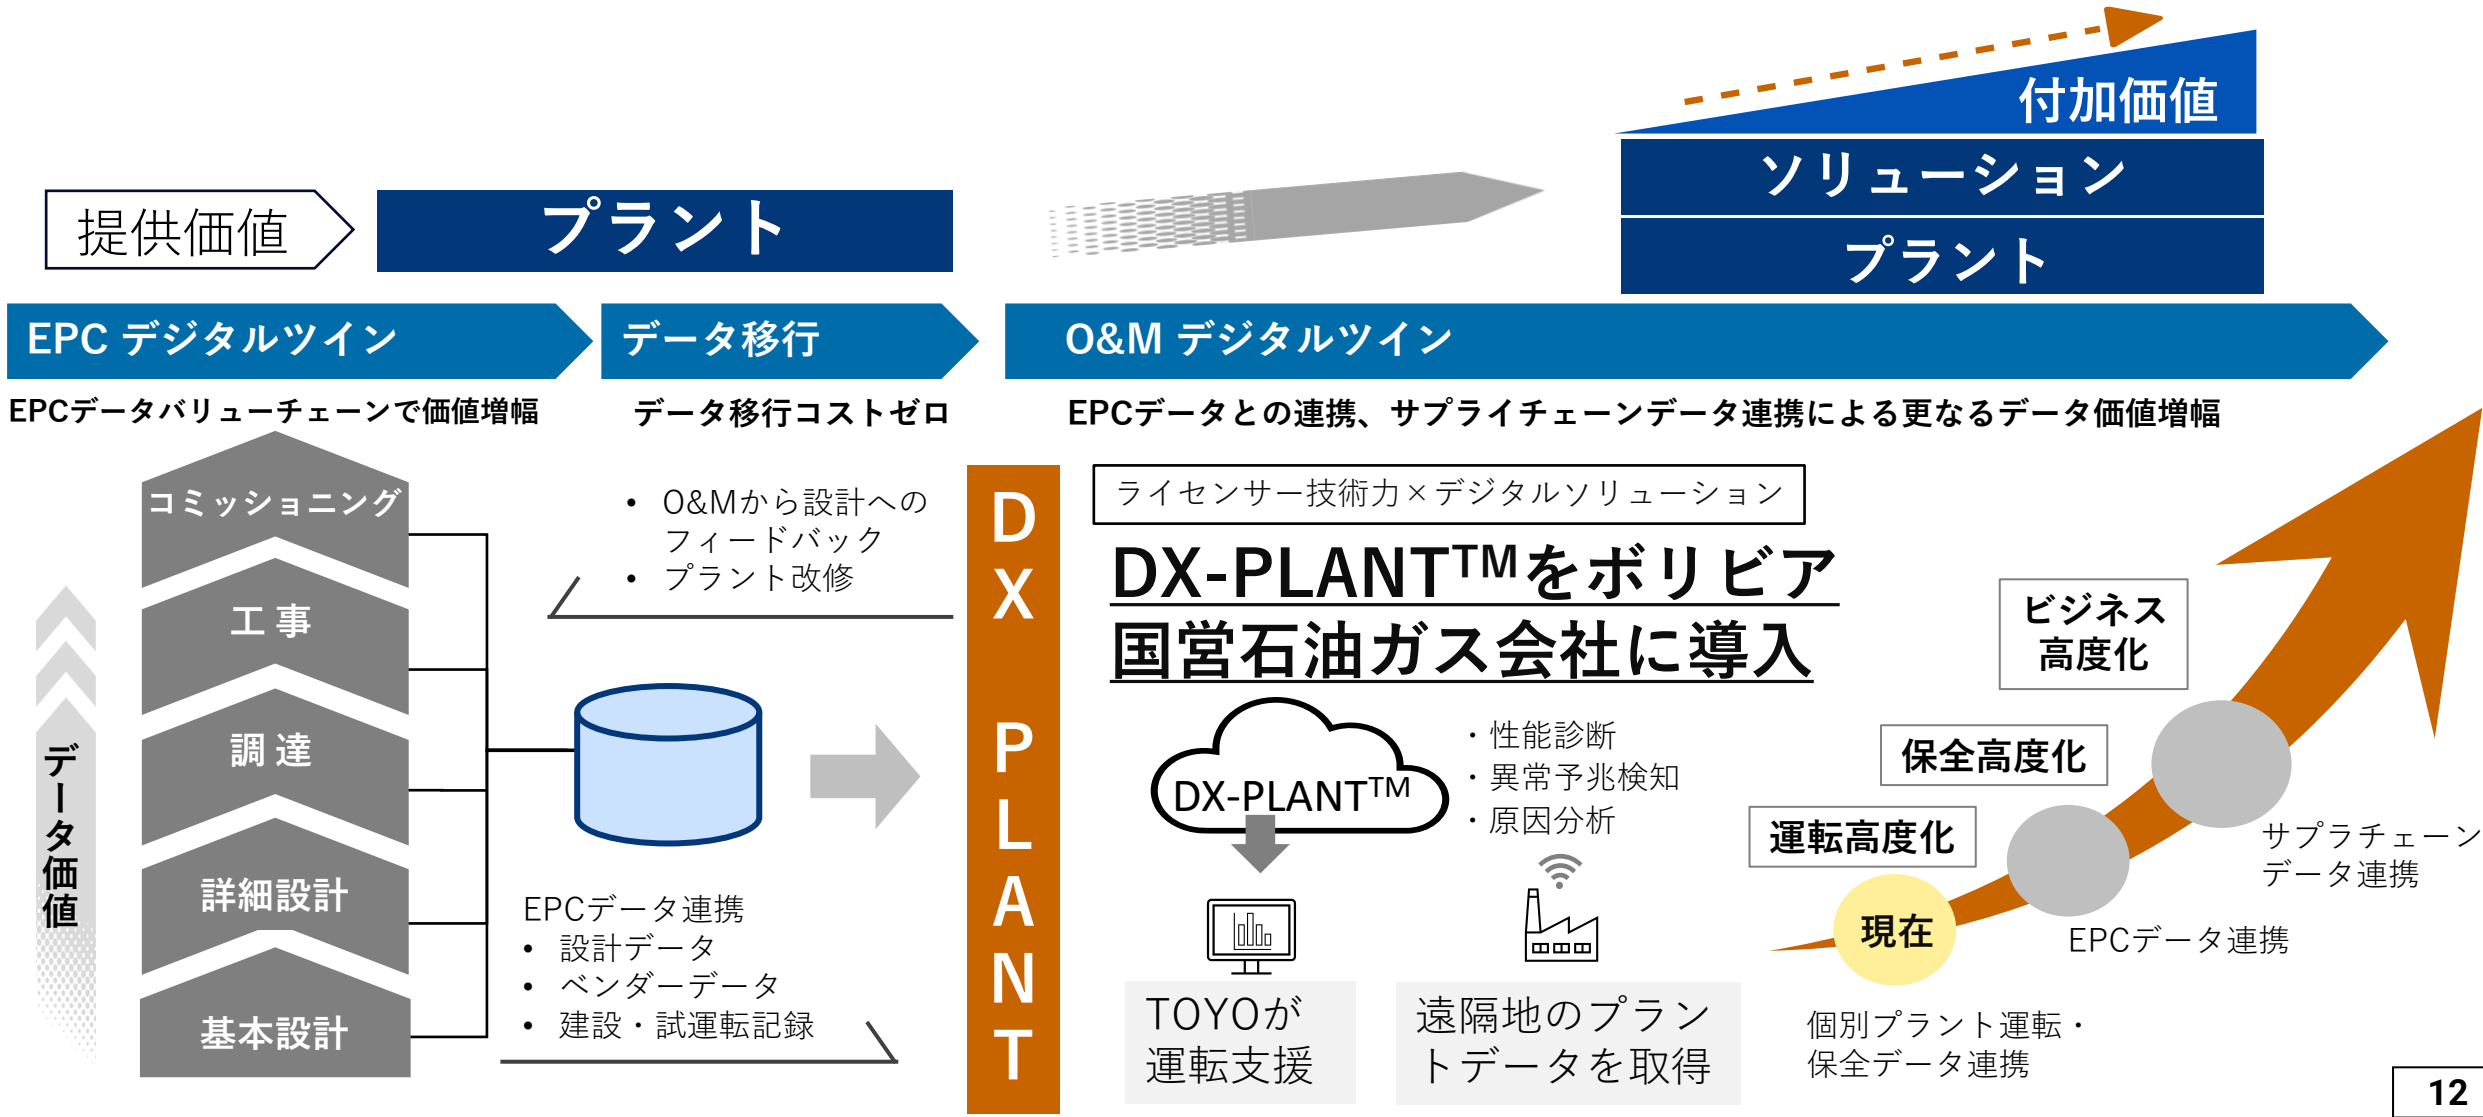 付加価値
ソリューション
プラント
提供価値
プラント
EPC デジタルツイン
データ移行
O&M デジタルツイン
EPCデータバリューチェーンで価値増幅
データ移行コストゼロ
EPCデータとの連携、サプライチェーンデータ連携による更なるデータ価値増幅
コミッショニング
工 事
調 達
詳細設計
基本設計
データ価値
• O&Mから設計への
フィードバック
• プラント改修
EPCデータ連携
• 設計データ
• ベンダーデータ
• 建設・試運転記録
DX PLANT
ライセンサー技術力×デジタルソリューション
DX-PLANT™をボリビア
国営石油ガス会社に導入
DX-PLANT™
・性能診断
・異常予兆検知
・原因分析
TOYOが
運転支援
遠隔地のプラン
トデータを取得
ビジネス
高度化
保全高度化
運転高度化
現在
サプラチェーン
データ連携
EPCデータ連携
個別プラント運転・
保全データ連携
12